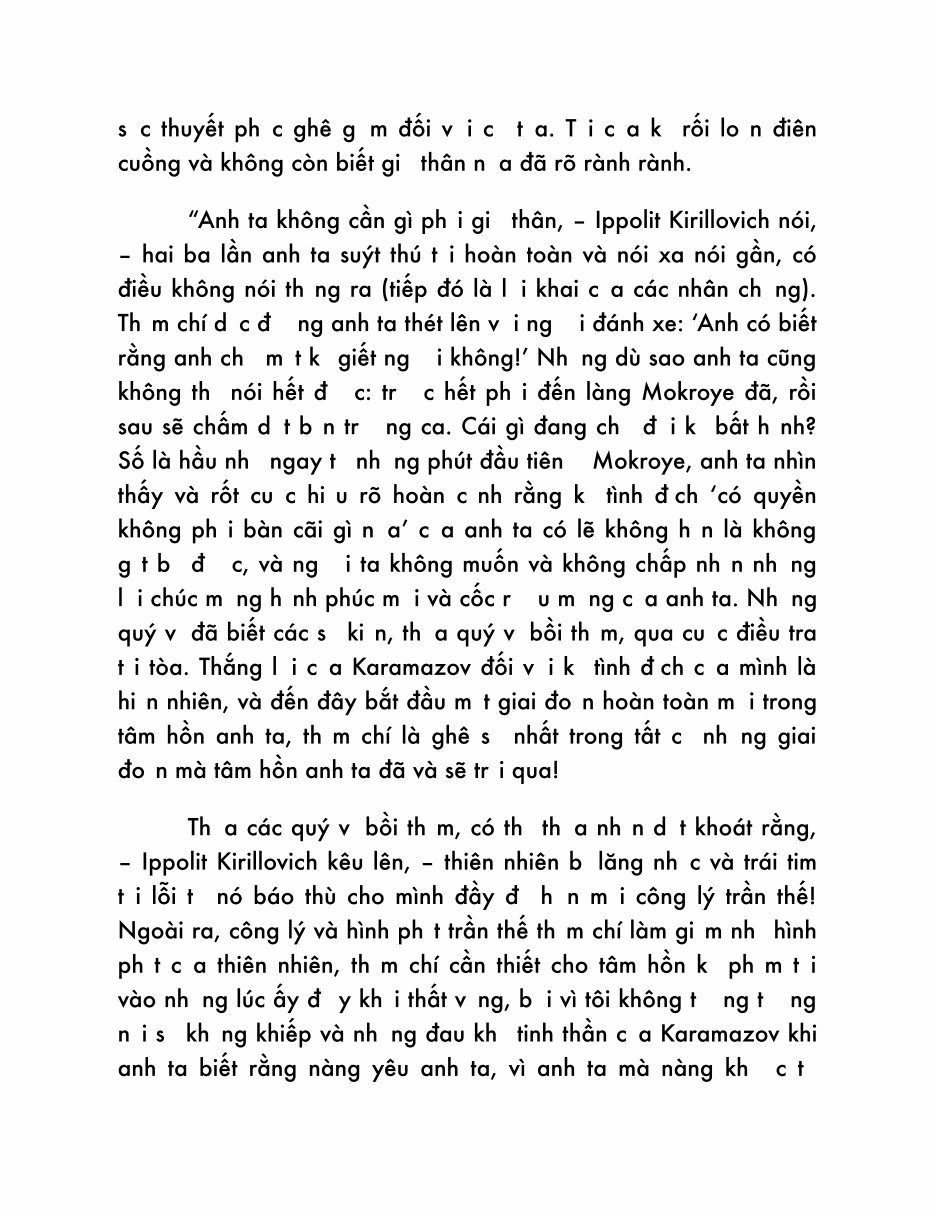 s c thuyết ph c ghê g m đối v i c t a. T i c a k rối lo n điên
cuồng và không còn biết gi thân n a đã rõ rành rành.
“Anh ta không cần gì ph i gi thân, – Ippolit Kirillovich nói,
– hai ba lần anh ta suýt thú t i hoàn toàn và nói xa nói gần, có
điều không nói th ng ra (tiếp đó là l i khai c a các nhân ch ng).
Th m chí d c đ ng anh ta thét lên v i ng i đánh xe: ‘Anh có biết
rằng anh ch m t k giết ng i không!’ Nh ng dù sao anh ta cũng
không th nói hết đ c: tr c hết ph i đến làng Mokroye đã, rồi
sau sẽ chấm d t b n tr ng ca. Cái gì đang ch đ i k bất h nh?
Số là hầu nh ngay t nh ng phút đầu tiên Mokroye, anh ta nhìn
thấy và rốt cu c hi u rõ hoàn c nh rằng k tình đ ch ‘có quyền
không ph i bàn cãi gì n a’ c a anh ta có lẽ không h n là không
g t b đ c, và ng i ta không muốn và không chấp nh n nh ng
l i chúc m ng h nh phúc m i và cốc r u m ng c a anh ta. Nh ng
quý v đã biết các s ki n, th a quý v bồi th m, qua cu c điều tra
t i tòa. Thắng l i c a Karamazov đối v i k tình đ ch c a mình là
hi n nhiên, và đến đây bắt đầu m t giai đo n hoàn toàn m i trong
tâm hồn anh ta, th m chí là ghê s nhất trong tất c nh ng giai
đo n mà tâm hồn anh ta đã và sẽ tr i qua!
Th a các quý v bồi th m, có th th a nh n d t khoát rằng,
– Ippolit Kirillovich kêu lên, – thiên nhiên b lăng nh c và trái tim
t i lỗi t nó báo thù cho mình đầy đ h n m i công lý trần thế!
Ngoài ra, công lý và hình ph t trần thế th m chí làm gi m nh hình
ph t c a thiên nhiên, th m chí cần thiết cho tâm hồn k ph m t i
vào nh ng lúc ấy đ y kh i thất v ng, b i vì tôi không t ng t ng
n i s kh ng khiếp và nh ng đau kh tinh thần c a Karamazov khi
anh ta biết rằng nàng yêu anh ta, vì anh ta mà nàng kh c t